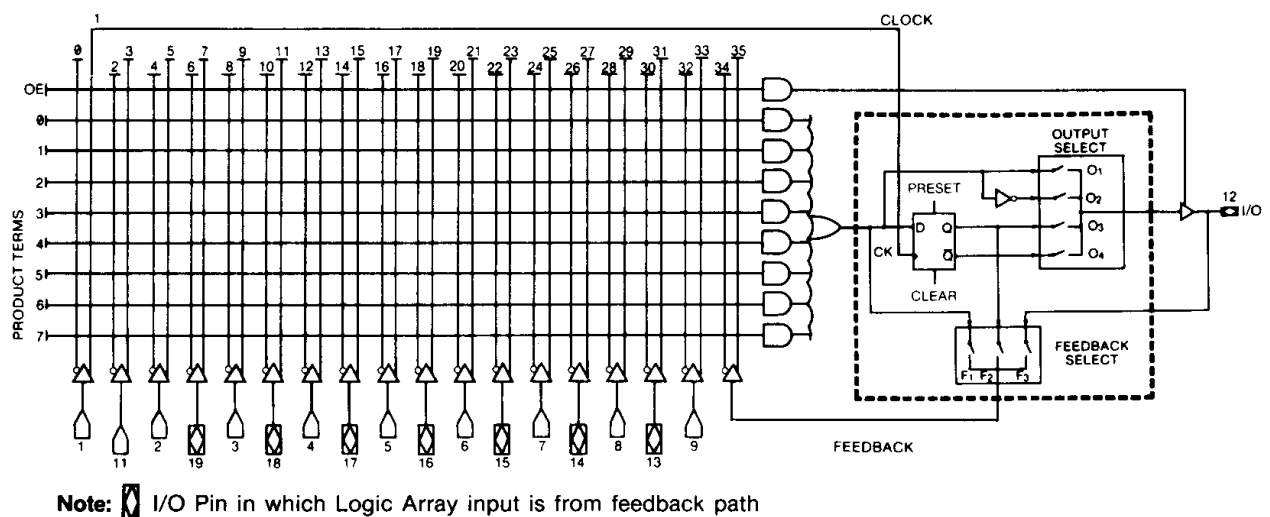 1
CLOCK
0 3 5 7 9 11 13 15 17 19 21 23 25 27 29 31 33 35
2 4 6 8 10 12 14 16 18 20 22 24 26 28 30 32 34
OE
PRODUCT TERMS
0
1
2
3
4
5
6
7
OUTPUT
SELECT
PRESET
O1
O2
D Q
O3
CK
Q̅
O4
CLEAR
12
I/O
FEEDBACK
SELECT
F1 F2 F3
FEEDBACK
1 11 2 19 3 18 4 17 5 16 6 15 7 14 8 13 9
Note: I/O Pin in which Logic Array input is from feedback path